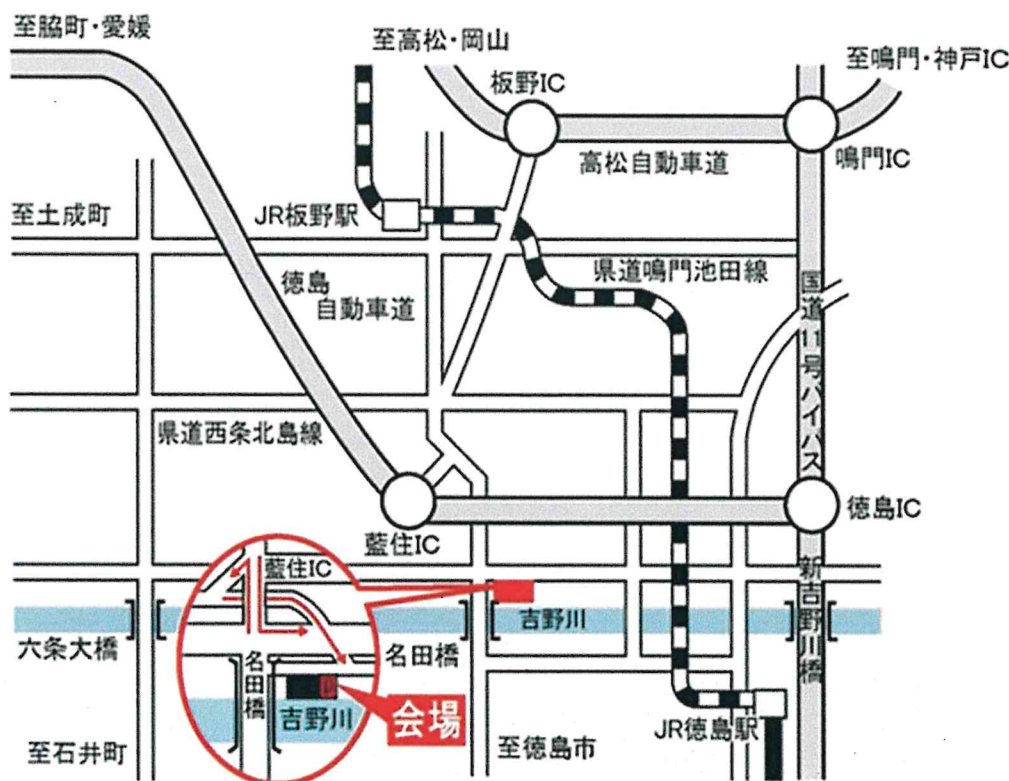 至脇町・愛媛
至高松・岡山
板野IC
至鳴門・神戸IC
高松自動車道
鳴門IC
至土成町
JR板野駅
県道鳴門池田線
徳島
自動車道
国道11号バイパス
県道西条北島線
徳島IC
藍住IC
藍住IC
吉野川
新吉野川橋
六条大橋
名田橋
名田橋
吉野川
会場
JR徳島駅
至石井町
至徳島市